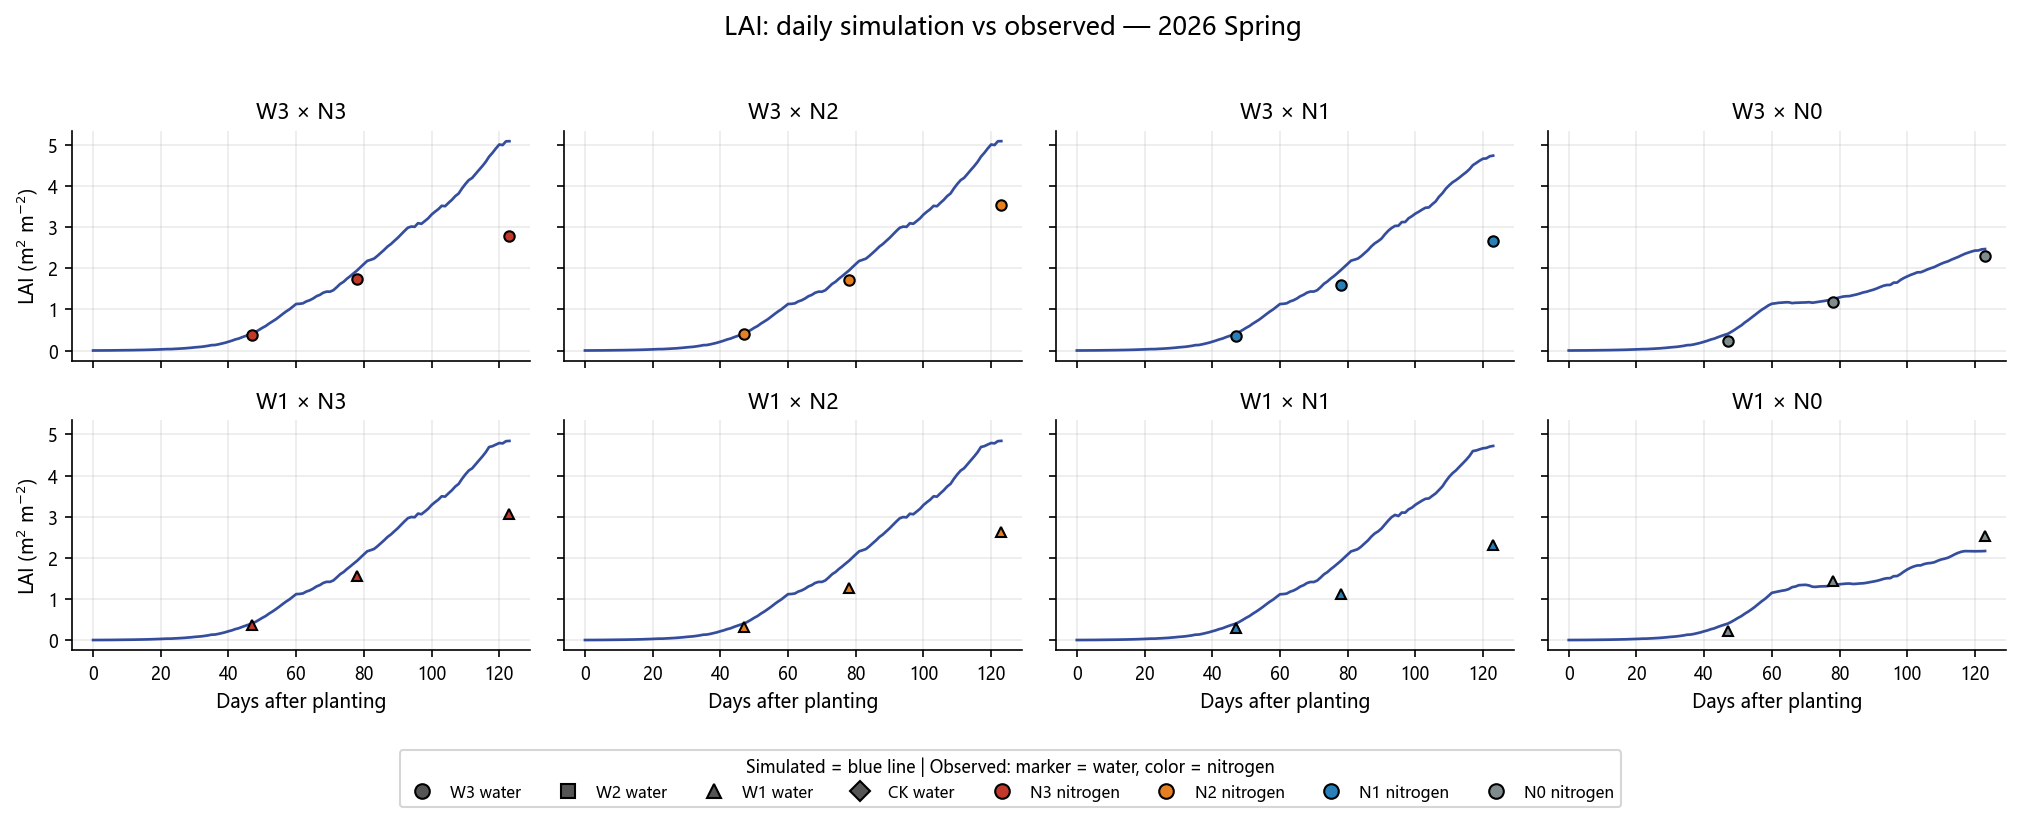 LAI: daily simulation vs observed — 2026 Spring
W3 × N3
W3 × N2
W3 × N1
W3 × N0
LAI (m² m⁻²)
5
4
3
2
1
0
W1 × N3
W1 × N2
W1 × N1
W1 × N0
LAI (m² m⁻²)
5
4
3
2
1
0
0 20 40 60 80 100 120
0 20 40 60 80 100 120
0 20 40 60 80 100 120
0 20 40 60 80 100 120
Days after planting
Days after planting
Days after planting
Days after planting
Simulated = blue line | Observed: marker = water, color = nitrogen
W3 water W2 water W1 water CK water N3 nitrogen N2 nitrogen N1 nitrogen N0 nitrogen